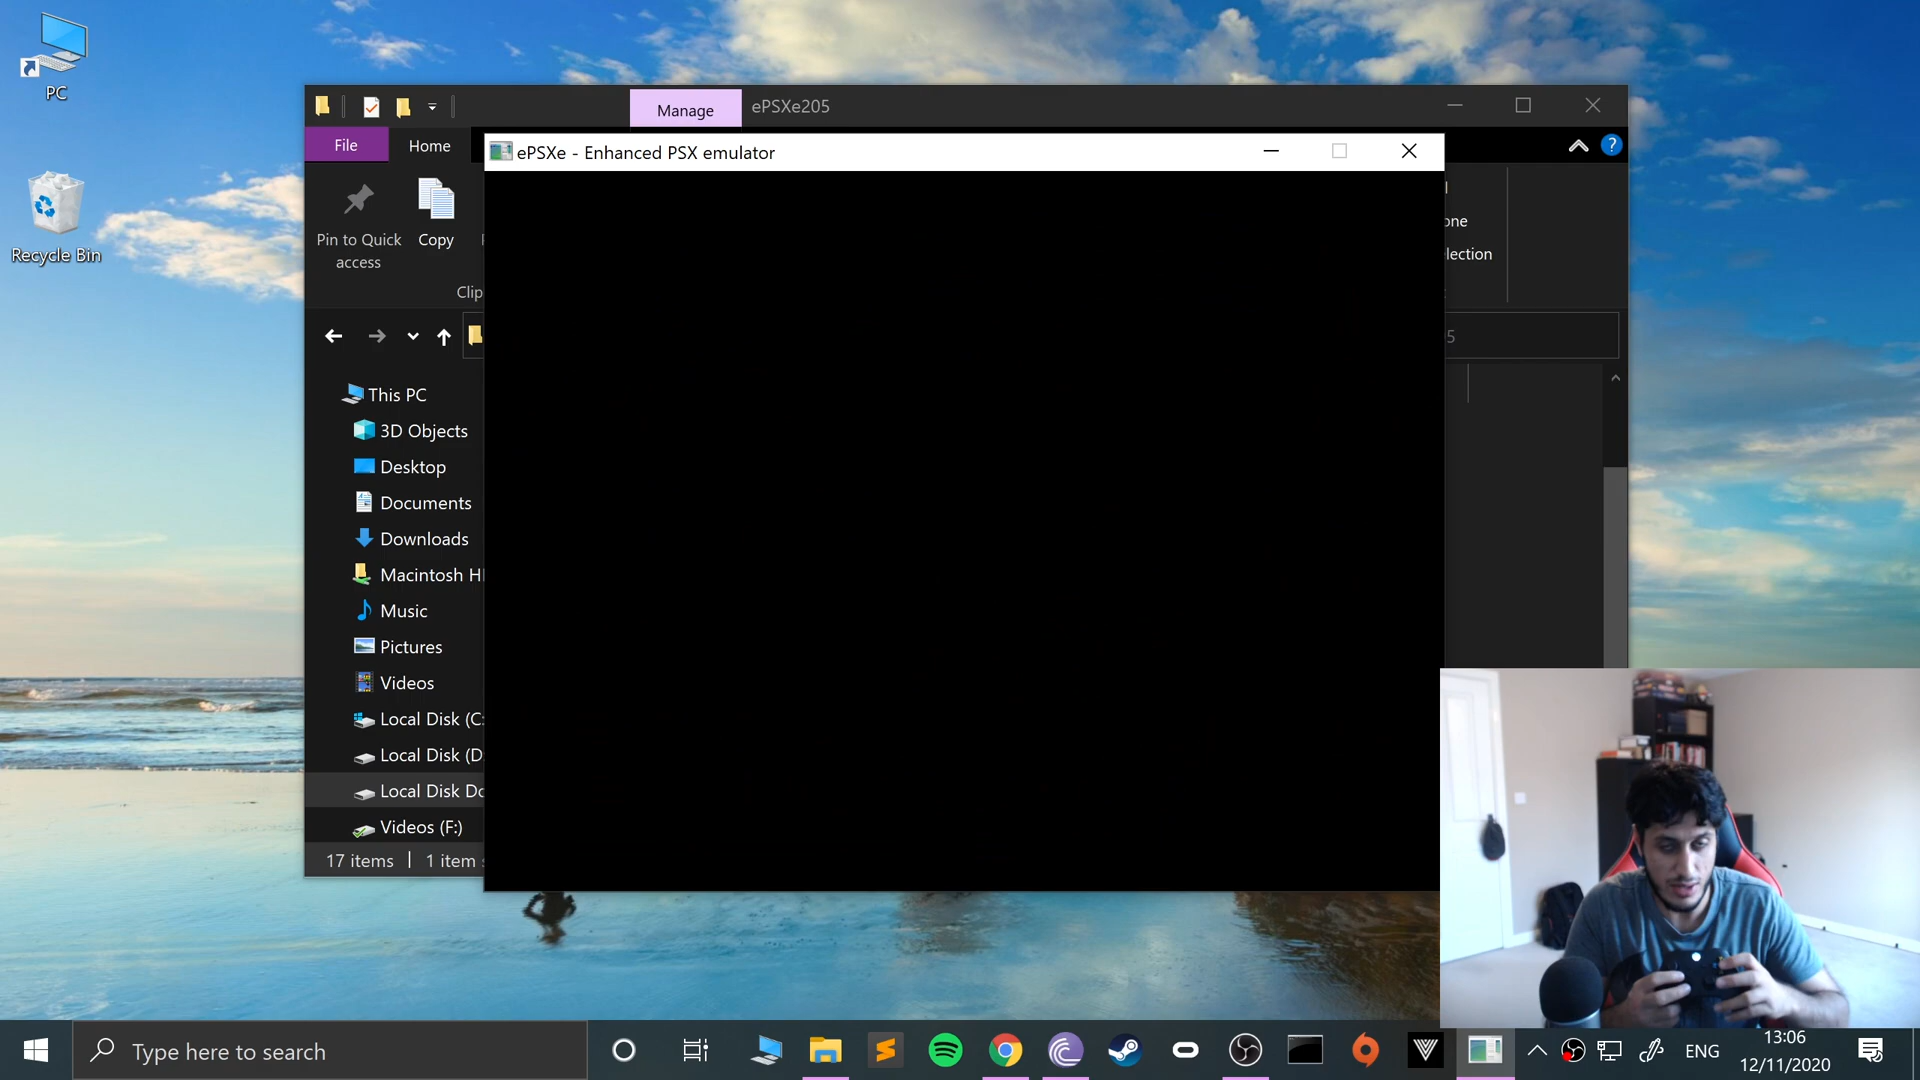 PC
Recycle Bin
Manage
ePSXe205
File
Home
ePSXe - Enhanced PSX emulator
Pin to Quick
access
Copy
Clip
one
lection
5
This PC
3D Objects
Desktop
Documents
Downloads
Macintosh H
Music
Pictures
Videos
Local Disk (C:
Local Disk (D
Local Disk Do
Videos (F:)
17 items
1 item
Type here to search
ENG
13:06
12/11/2020